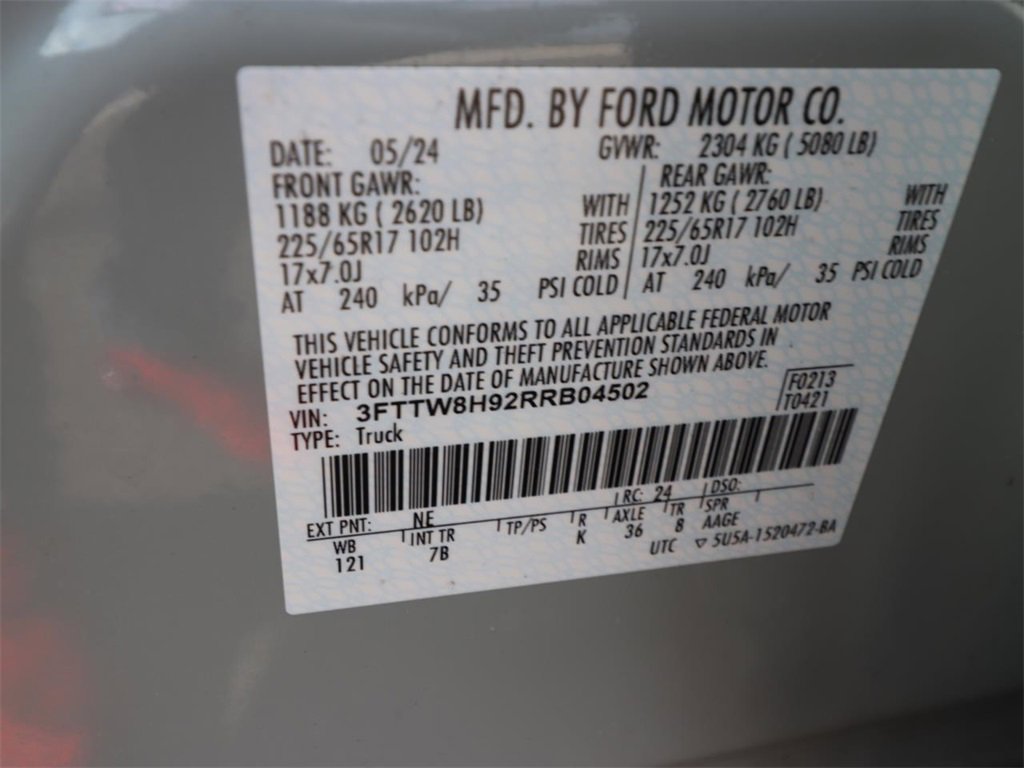 MFD. BY FORD MOTOR CO.
DATE: 05/24 GVWR: 2304 KG ( 5080 LB)
FRONT GAWR: REAR GAWR:
1188 KG ( 2620 LB) WITH 1252 KG ( 2760 LB) WITH
225/65R17 102H TIRES 225/65R17 102H TIRES
17x7.0J RIMS 17x7.0J RIMS
AT 240 kPa/ 35 PSI COLD AT 240 kPa/ 35 PSI COLD
THIS VEHICLE CONFORMS TO ALL APPLICABLE FEDERAL MOTOR
VEHICLE SAFETY AND THEFT PREVENTION STANDARDS IN
EFFECT ON THE DATE OF MANUFACTURE SHOWN ABOVE.
VIN: 3FTTW8H92RRB04502 F0213
TYPE: Truck T0421
EXT PNT: NE RC: 24 DSO:
WB INT TR TP/PS R AXLE TR SPR
121 7B K 36 8 AAGE
UTC ▽ 5U5A-1520472-BA